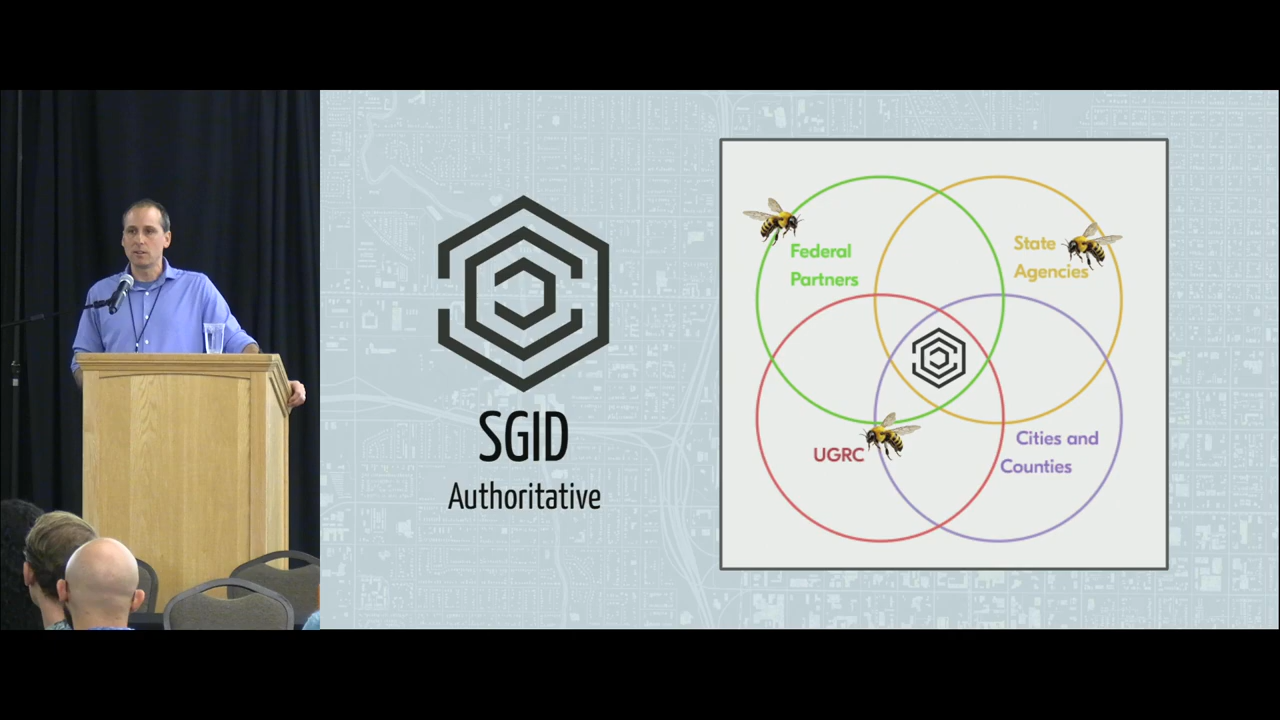 SGID
Authoritative
Federal
Partners
State
Agencies
UGRC
Cities and
Counties